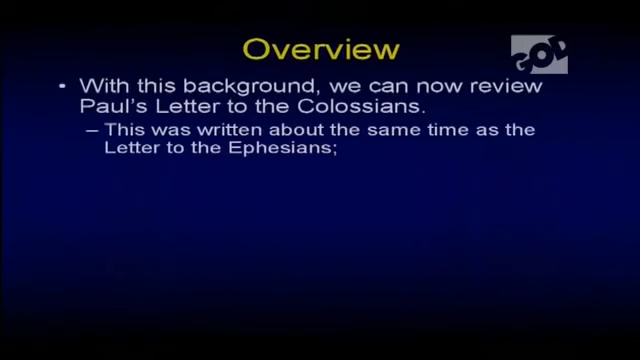 Overview
GOD
• With this background, we can now review
Paul's Letter to the Colossians.
– This was written about the same time as the
Letter to the Ephesians;